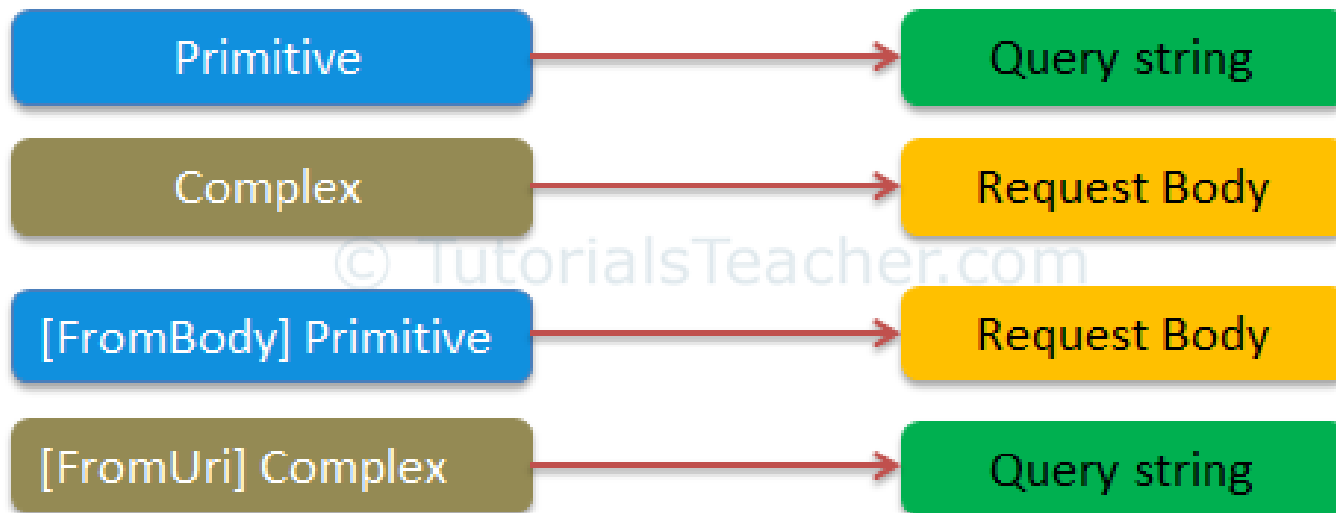 Primitive
Query string
Complex
Request Body
© TutorialsTeacher.com
[FromBody] Primitive
Request Body
[FromUri] Complex
Query string